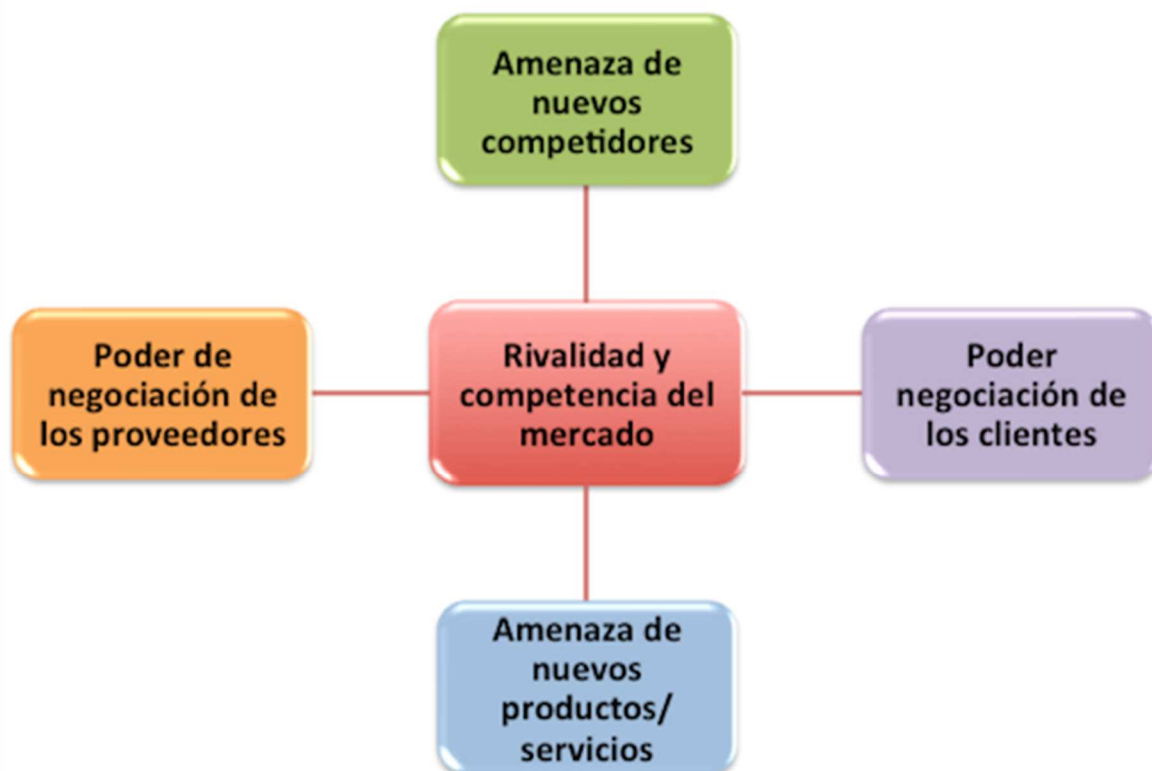 Amenaza de
nuevos
competidores
Poder de
negociación de
los proveedores
Rivalidad y
competencia del
mercado
Poder
negociación de
los clientes
Amenaza de
nuevos
productos/
servicios